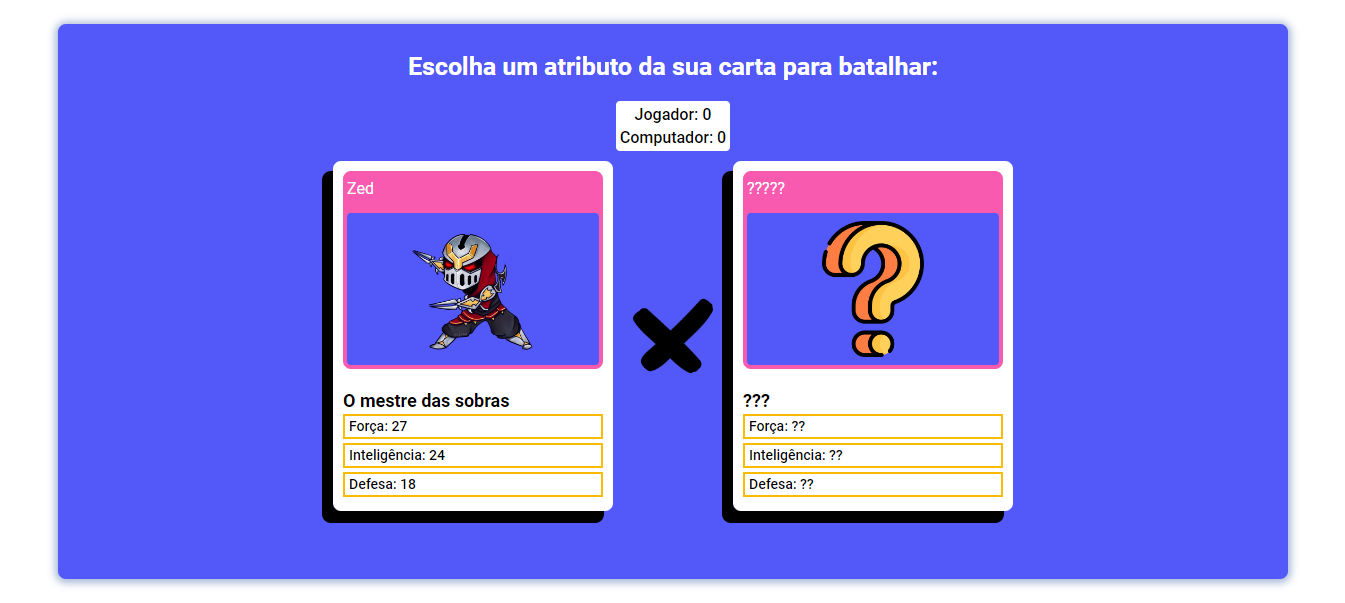 Escolha um atributo da sua carta para batalhar:
Jogador: 0
Computador: 0
Zed
O mestre das sobras
Força: 27
Inteligência: 24
Defesa: 18
?????
???
Força: ??
Inteligência: ??
Defesa: ??